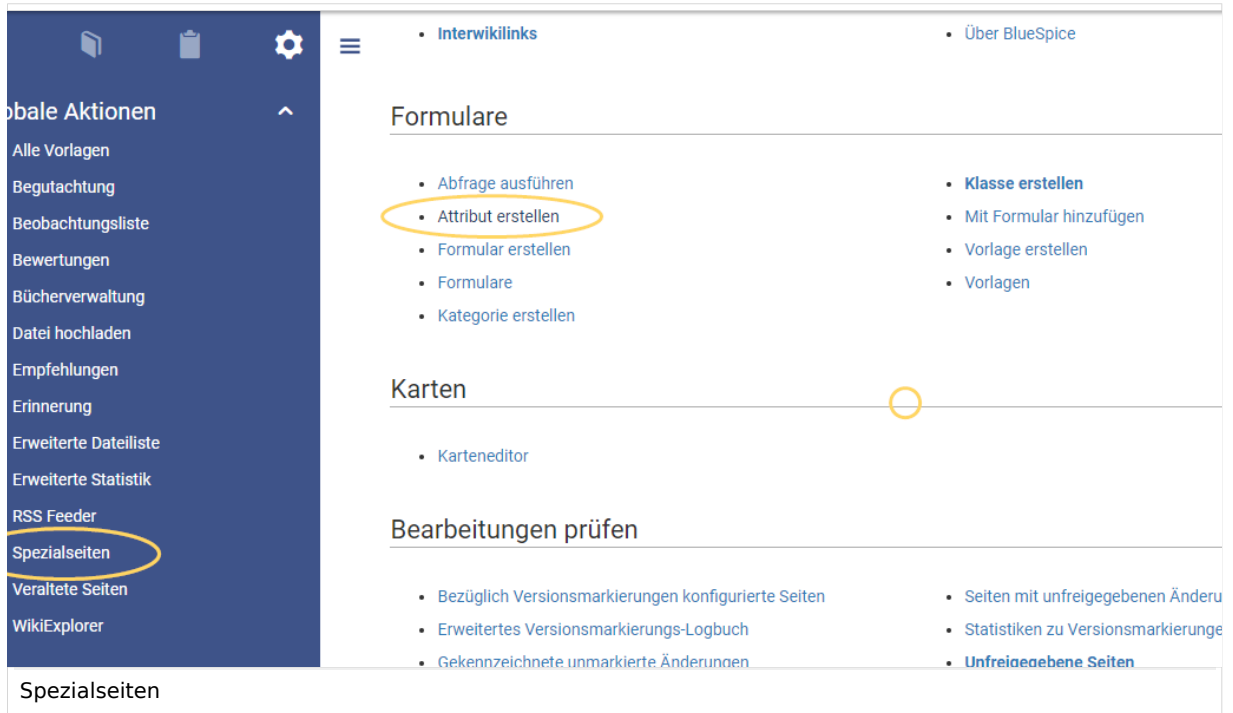 obale Aktionen
Alle Vorlagen
Begutachtung
Beobachtungsliste
Bewertungen
Bücherverwaltung
Datei hochladen
Empfehlungen
Erinnerung
Erweiterte Dateiliste
Erweiterte Statistik
RSS Feeder
Spezialseiten
Veraltete Seiten
WikiExplorer
Interwikilinks
Über BlueSpice
Formulare
Abfrage ausführen
Attribut erstellen
Formular erstellen
Formulare
Kategorie erstellen
Klasse erstellen
Mit Formular hinzufügen
Vorlage erstellen
Vorlagen
Karten
Karteneditor
Bearbeitungen prüfen
Bezüglich Versionsmarkierungen konfigurierte Seiten
Erweitertes Versionsmarkierungs-Logbuch
Gekennzeichnete unmarkierte Änderungen
Seiten mit unfreigegebenen Änderu
Statistiken zu Versionsmarkierunge
Unfreigegebene Seiten
Spezialseiten